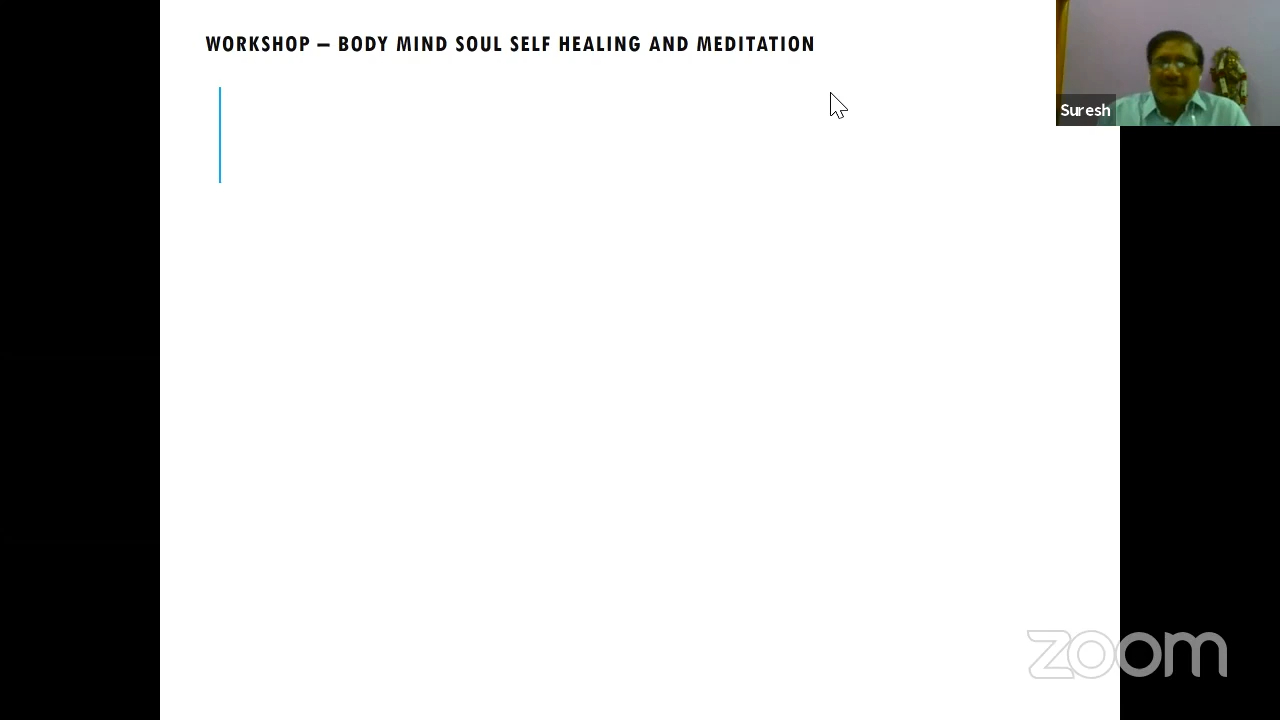 WORKSHOP – BODY MIND SOUL SELF HEALING AND MEDITATION
Suresh
zoom